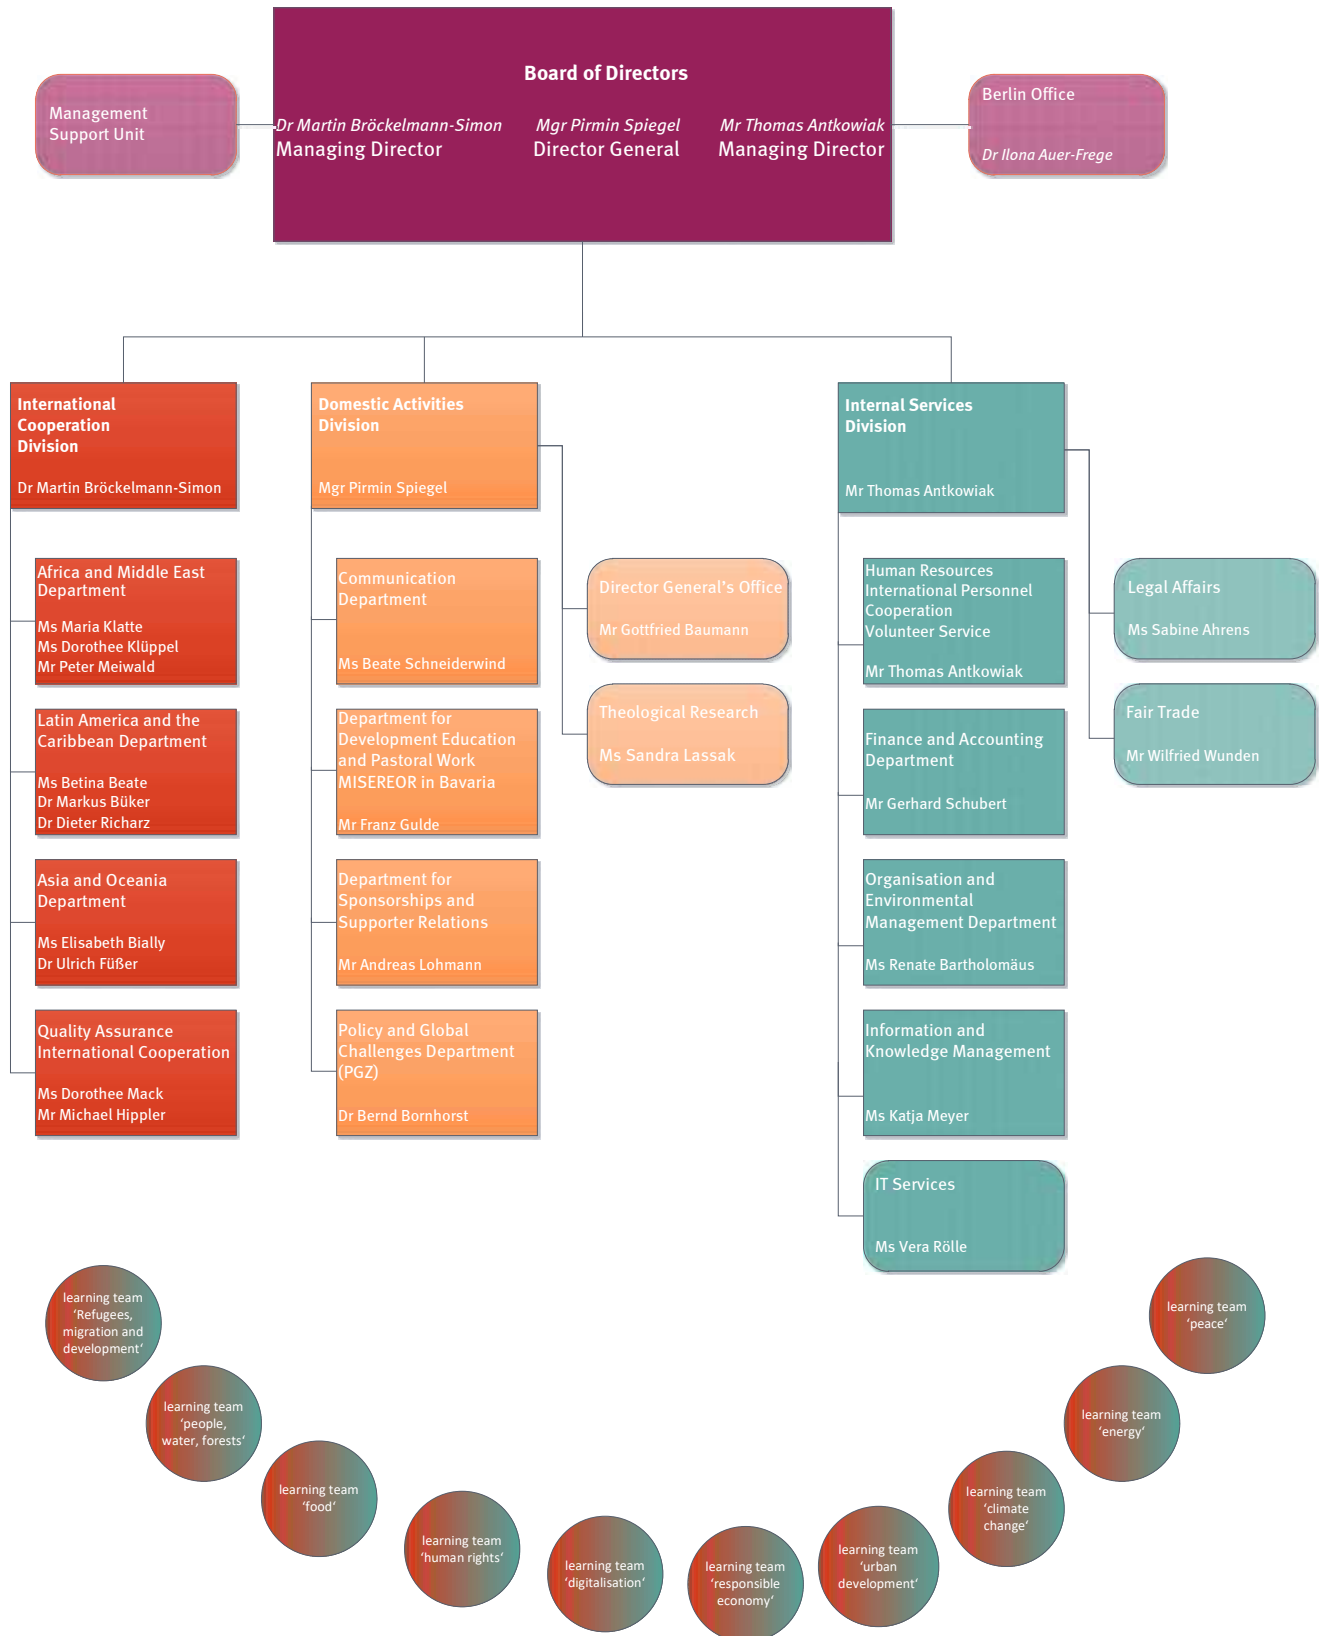 Board of Directors
Management
Support Unit
Dr Martin Bröckelmann-Simon
Managing Director
Mgr Pirmin Spiegel
Director General
Mr Thomas Antkowiak
Managing Director
Berlin Office
Dr Ilona Auer-Frege
International
Cooperation
Division
Dr Martin Bröckelmann-Simon
Africa and Middle East
Department
Ms Maria Klatte
Ms Dorothee Klüppel
Mr Peter Meiwald
Latin America and the
Caribbean Department
Ms Betina Beate
Dr Markus Büker
Dr Dieter Richarz
Asia and Oceania
Department
Ms Elisabeth Bially
Dr Ulrich Füßer
Quality Assurance
International Cooperation
Ms Dorothee Mack
Mr Michael Hippler
Domestic Activities
Division
Mgr Pirmin Spiegel
Communication
Department
Ms Beate Schneiderwind
Department for
Development Education
and Pastoral Work
MISEREOR in Bavaria
Mr Franz Gulde
Department for
Sponsorships and
Supporter Relations
Mr Andreas Lohmann
Policy and Global
Challenges Department
(PGZ)
Dr Bernd Bornhorst
Director General's Office
Mr Gottfried Baumann
Theological Research
Ms Sandra Lassak
Internal Services
Division
Mr Thomas Antkowiak
Human Resources
International Personnel
Cooperation
Volunteer Service
Mr Thomas Antkowiak
Finance and Accounting
Department
Mr Gerhard Schubert
Organisation and
Environmental
Management Department
Ms Renate Bartholomäus
Information and
Knowledge Management
Ms Katja Meyer
IT Services
Ms Vera Rölle
Legal Affairs
Ms Sabine Ahrens
Fair Trade
Mr Wilfried Wunden
learning team
‘Refugees,
migration and
development‘
learning team
‘people,
water, forests‘
learning team
‘food‘
learning team
‘human rights‘
learning team
‘digitalisation‘
learning team
‘responsible
economy‘
learning team
‘urban
development‘
learning team
‘climate
change‘
learning team
‘energy‘
learning team
‘peace‘